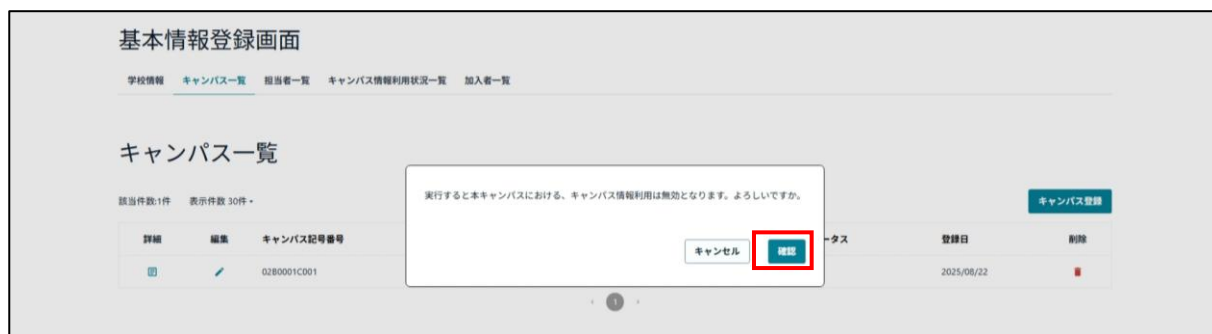 基本情報登録画面
学校情報 キャンパス一覧 担当者一覧 キャンパス情報利用状況一覧 加入者一覧
キャンパス一覧
実行すると本キャンパスにおける、キャンパス情報利用は無効となります。よろしいですか。
キャンセル 確認
該当件数:1件 表示件数 30件
キャンパス登録
詳細 編集 キャンパス記号番号 ータス 登録日 削除
02B0001C001 2025/08/22
1